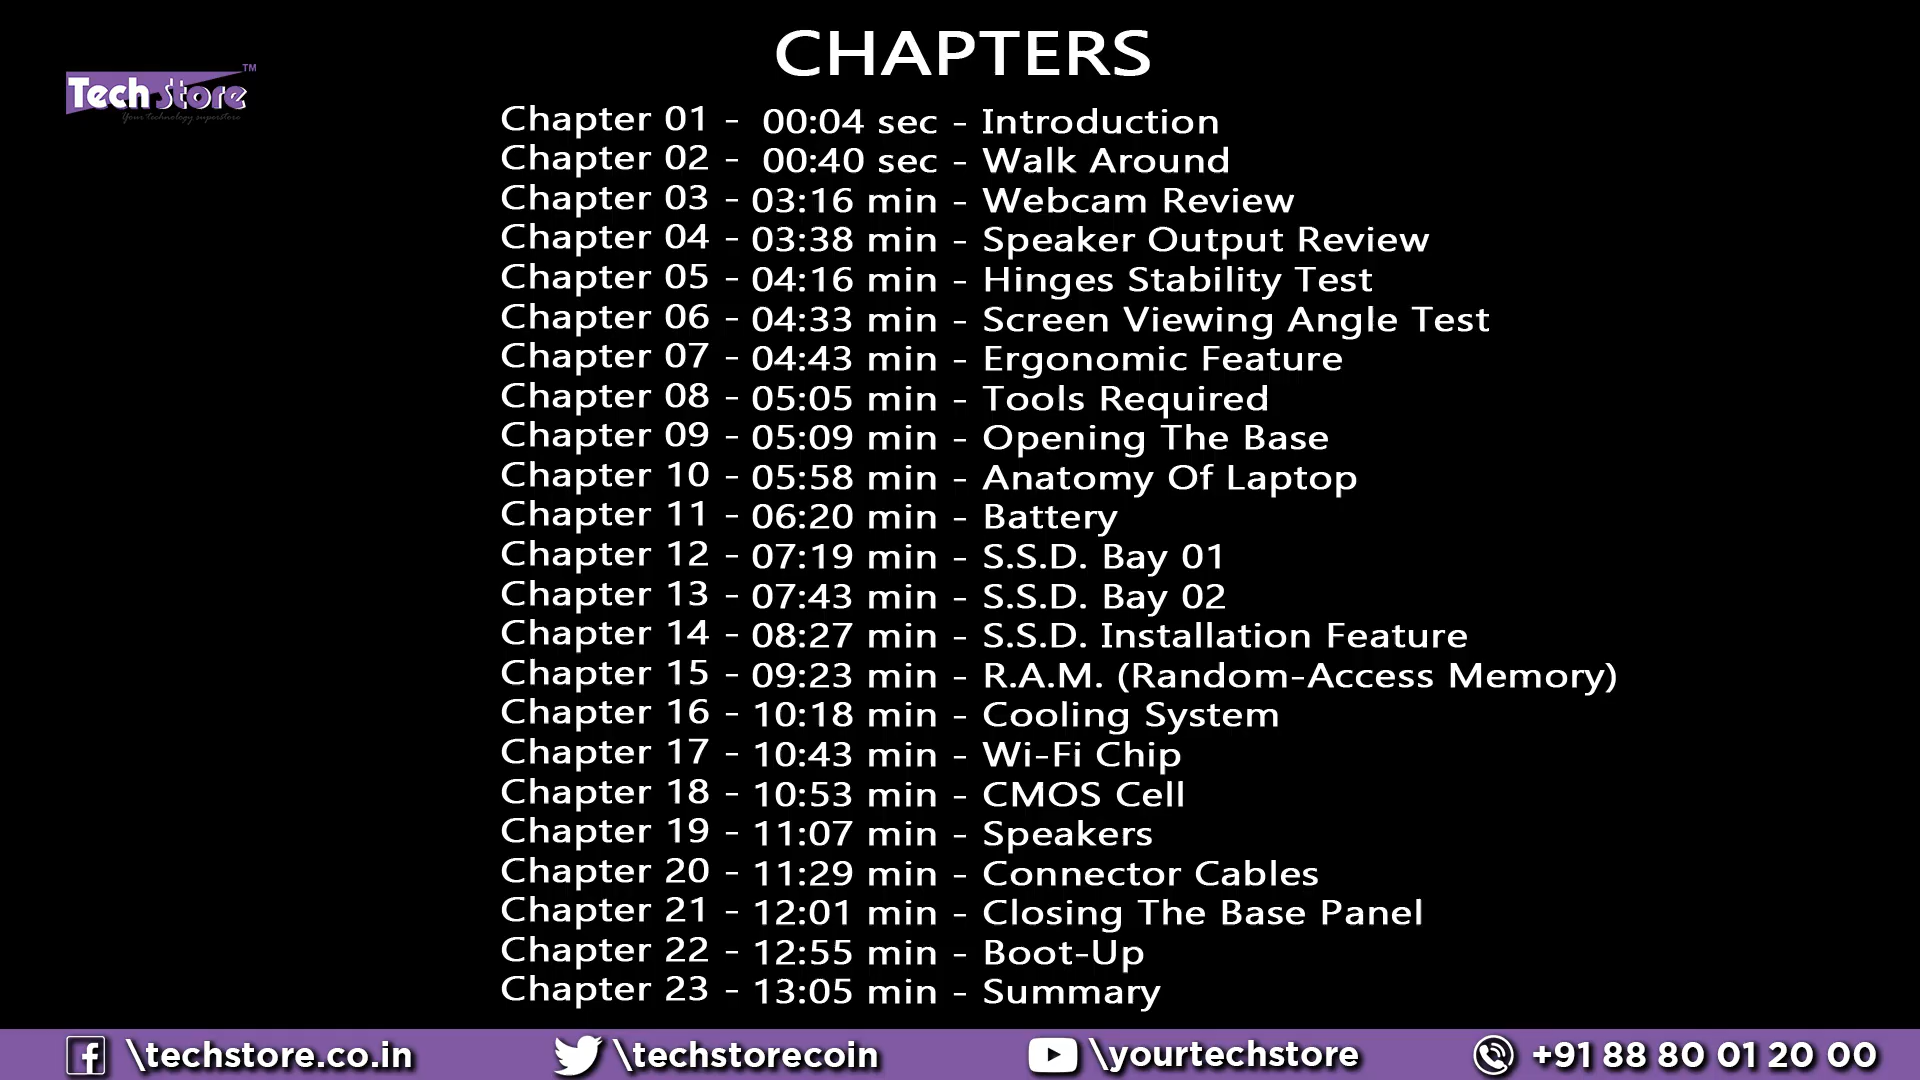 CHAPTERS
Tech Store™
Your technology superstore
Chapter 01 - 00:04 sec - Introduction
Chapter 02 - 00:40 sec - Walk Around
Chapter 03 - 03:16 min - Webcam Review
Chapter 04 - 03:38 min - Speaker Output Review
Chapter 05 - 04:16 min - Hinges Stability Test
Chapter 06 - 04:33 min - Screen Viewing Angle Test
Chapter 07 - 04:43 min - Ergonomic Feature
Chapter 08 - 05:05 min - Tools Required
Chapter 09 - 05:09 min - Opening The Base
Chapter 10 - 05:58 min - Anatomy Of Laptop
Chapter 11 - 06:20 min - Battery
Chapter 12 - 07:19 min - S.S.D. Bay 01
Chapter 13 - 07:43 min - S.S.D. Bay 02
Chapter 14 - 08:27 min - S.S.D. Installation Feature
Chapter 15 - 09:23 min - R.A.M. (Random-Access Memory)
Chapter 16 - 10:18 min - Cooling System
Chapter 17 - 10:43 min - Wi-Fi Chip
Chapter 18 - 10:53 min - CMOS Cell
Chapter 19 - 11:07 min - Speakers
Chapter 20 - 11:29 min - Connector Cables
Chapter 21 - 12:01 min - Closing The Base Panel
Chapter 22 - 12:55 min - Boot-Up
Chapter 23 - 13:05 min - Summary
\techstore.co.in \techstorecoin \yourtechstore +91 88 80 01 20 00